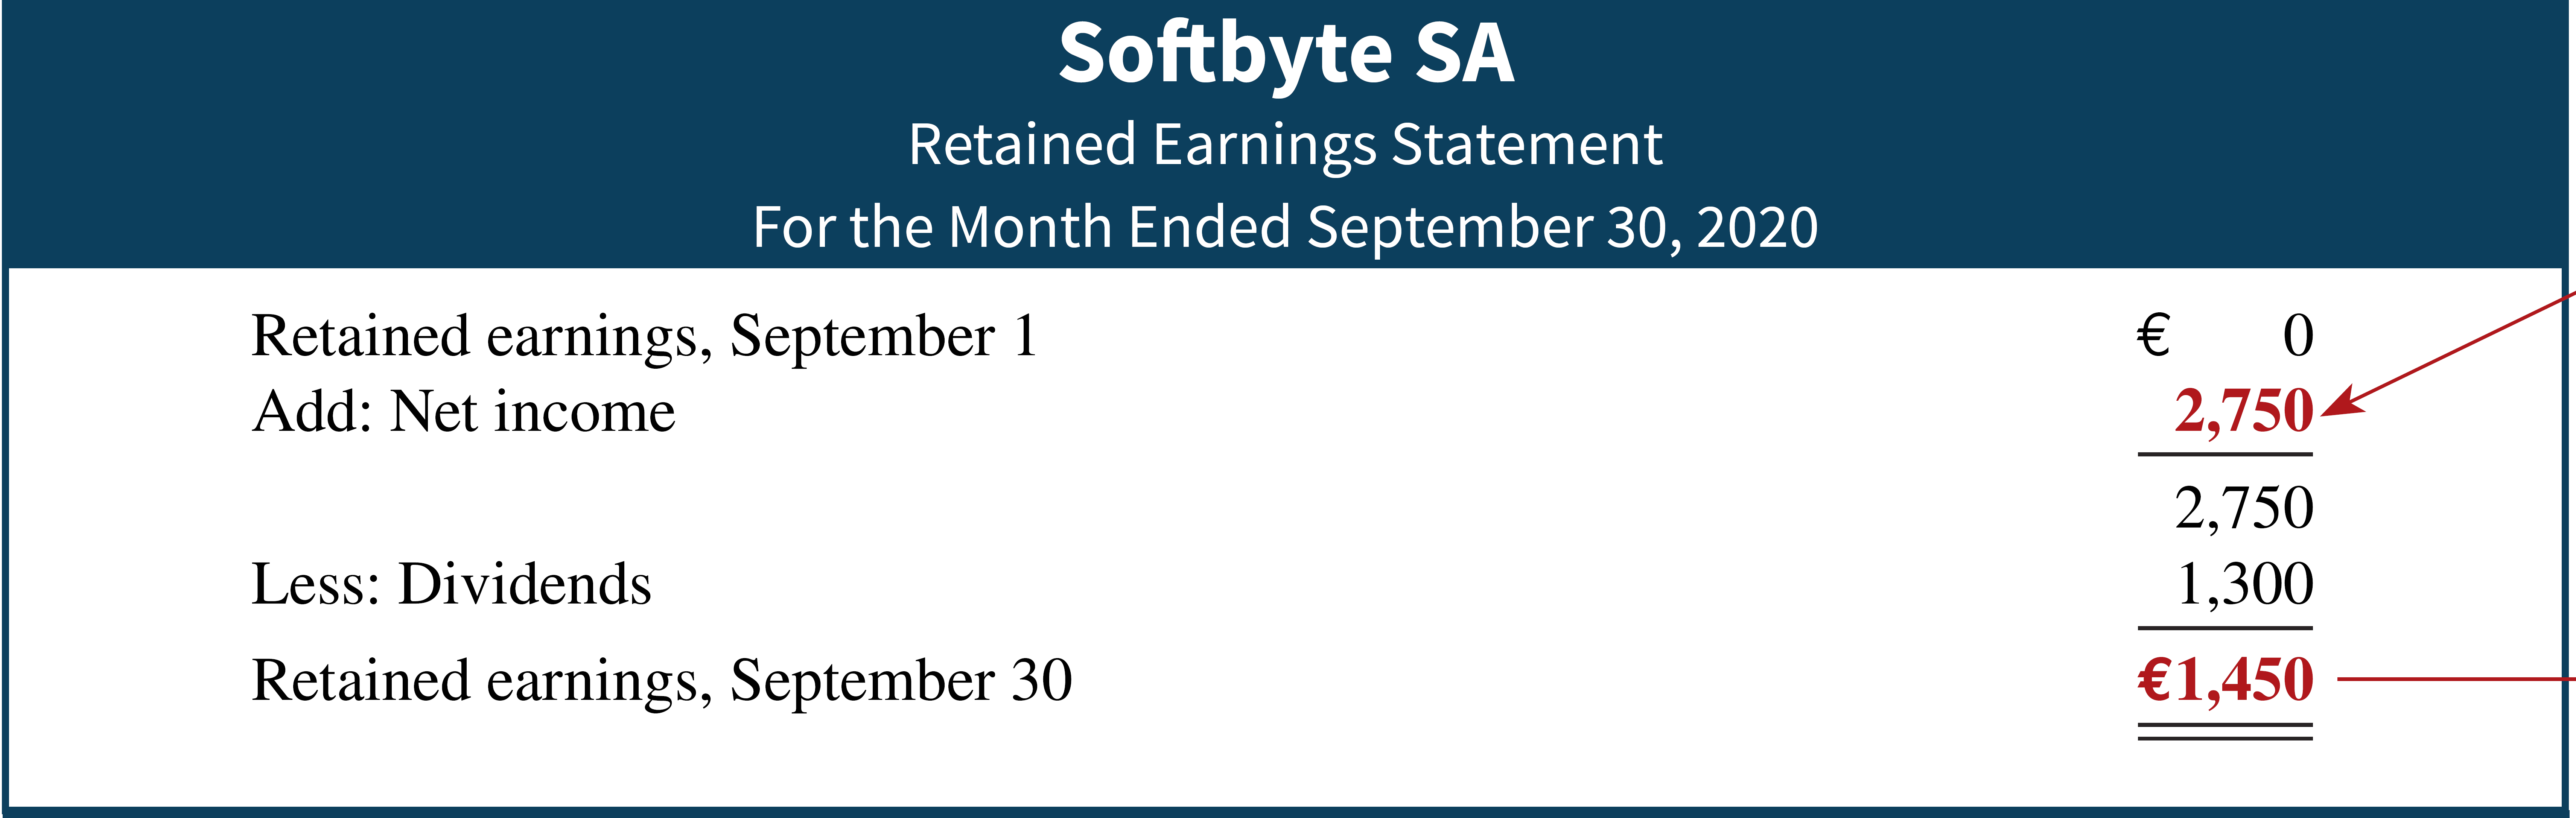 Softbyte SA
Retained Earnings Statement
For the Month Ended September 30, 2020
Retained earnings, September 1 € 0
Add: Net income 2,750
2,750
Less: Dividends 1,300
Retained earnings, September 30 €1,450